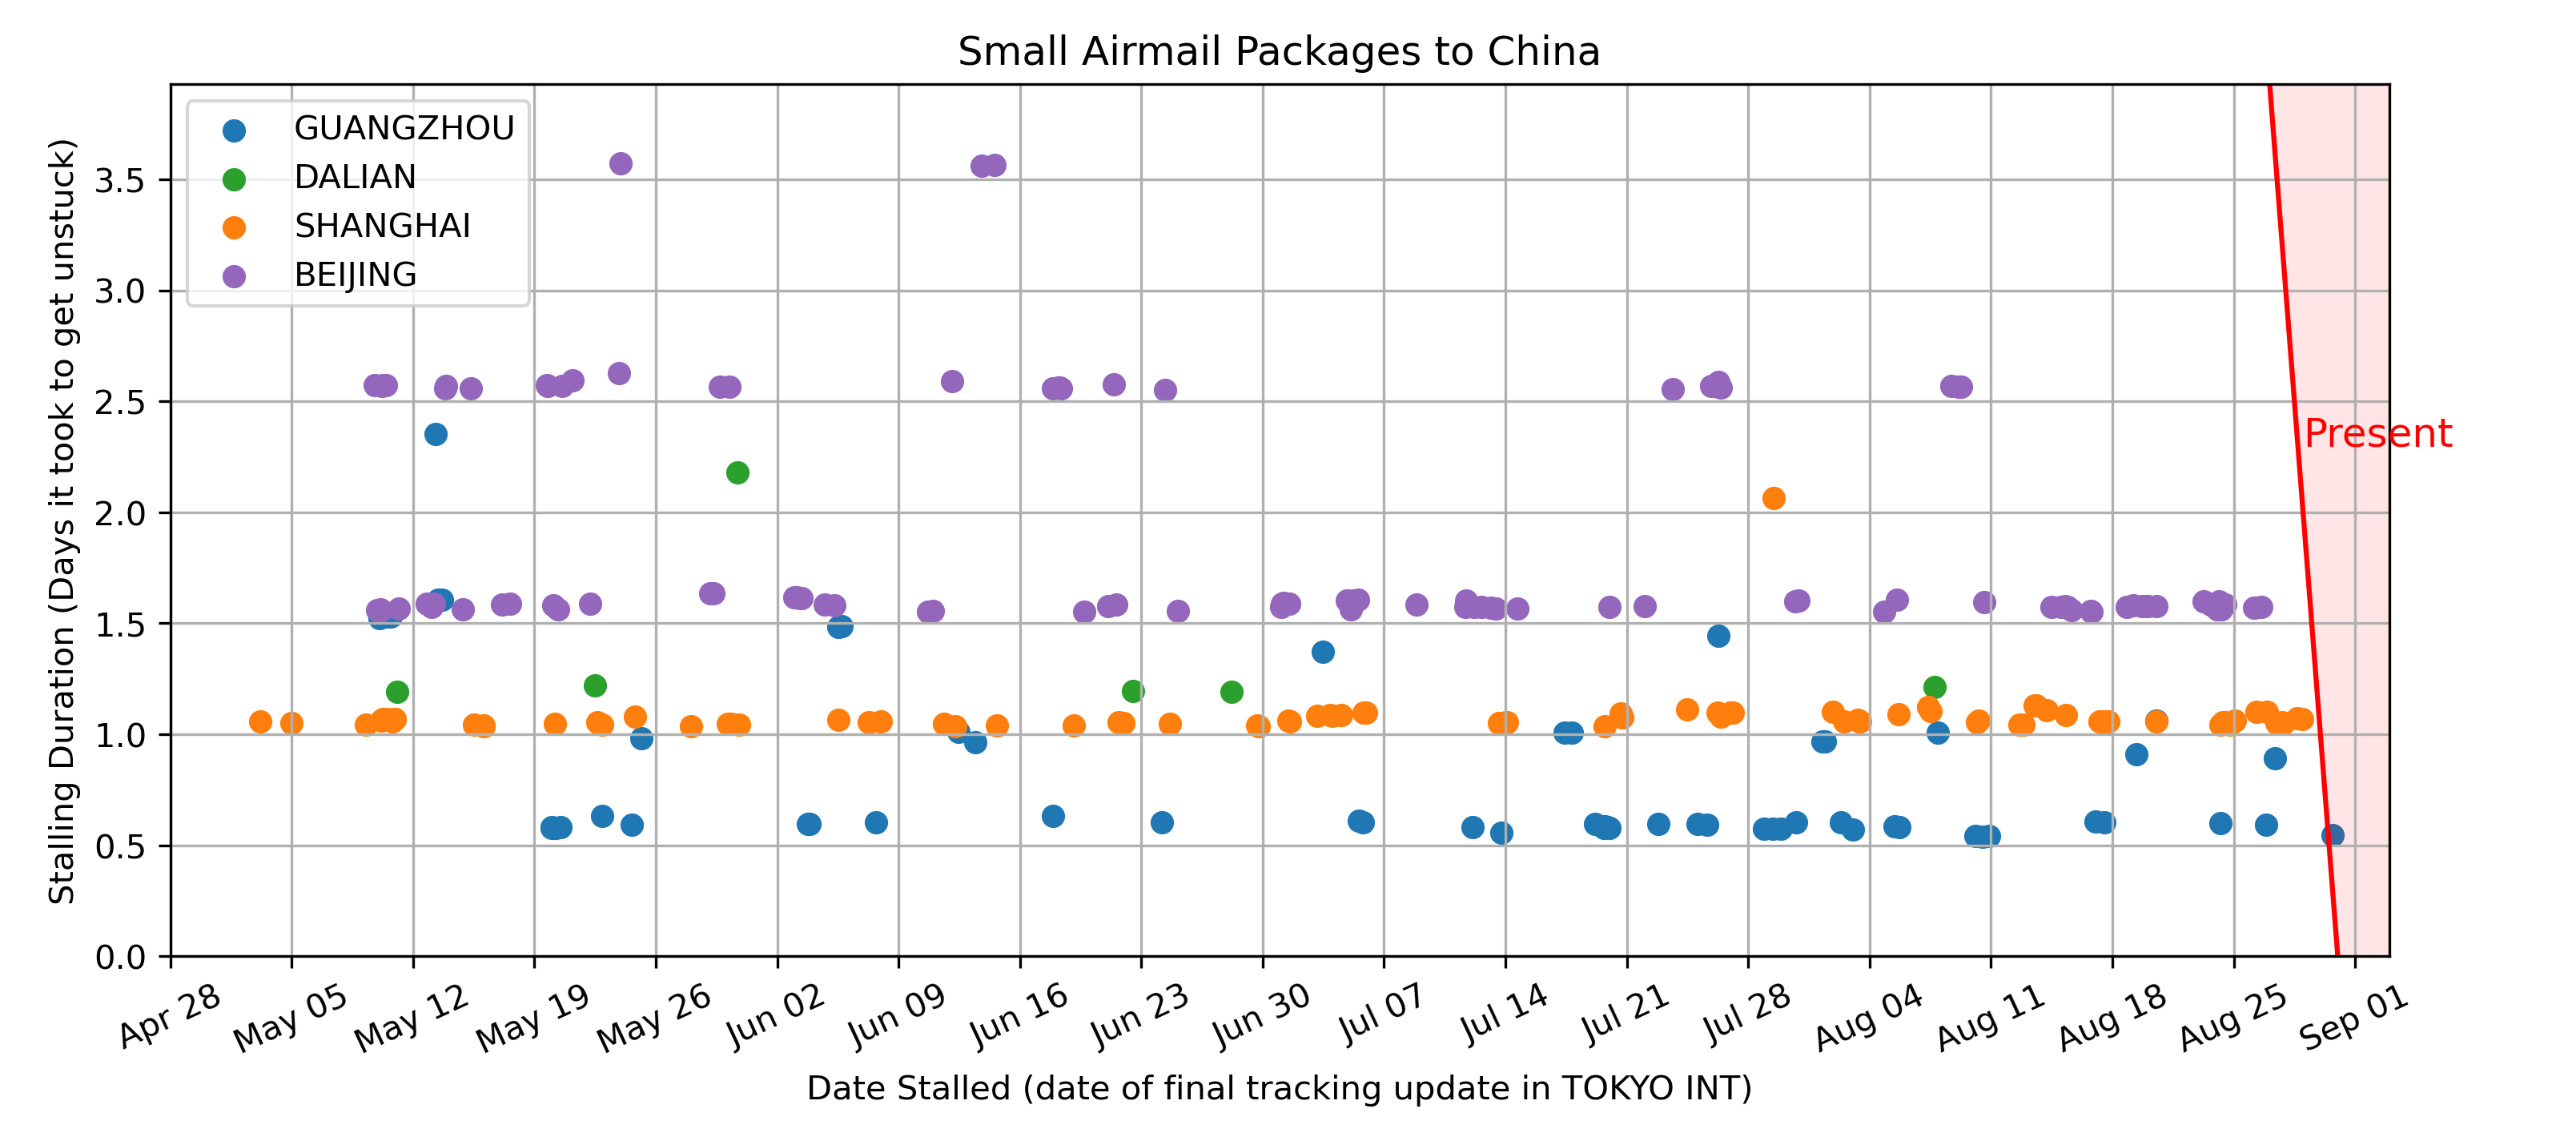 Small Airmail Packages to China
GUANGZHOU
DALIAN
SHANGHAI
BEIJING
Stalling Duration (Days it took to get unstuck)
3.5
3.0
2.5
2.0
1.5
1.0
0.5
0.0
Present
Apr 28
May 05
May 12
May 19
May 26
Jun 02
Jun 09
Jun 16
Jun 23
Jun 30
Jul 07
Jul 14
Jul 21
Jul 28
Aug 04
Aug 11
Aug 18
Aug 25
Sep 01
Date Stalled (date of final tracking update in TOKYO INT)